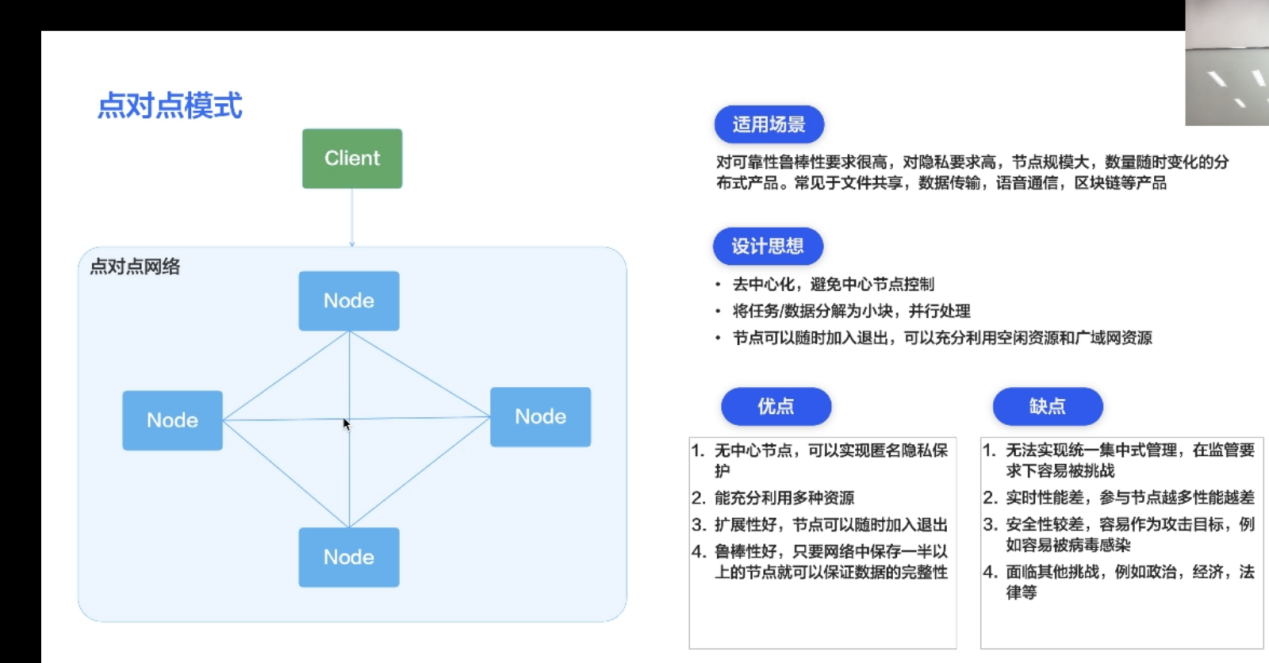 点对点模式
Client
点对点网络
Node
Node
Node
Node
适用场景
对可靠性鲁棒性要求很高，对隐私要求高，节点规模大，数量随时变化的分
布式产品。常见于文件共享，数据传输，语音通信，区块链等产品
设计思想
• 去中心化，避免中心节点控制
• 将任务/数据分解为小块，并行处理
• 节点可以随时加入退出，可以充分利用空闲资源和广域网资源
优点
1. 无中心节点，可以实现匿名隐私保
护
2. 能充分利用多种资源
3. 扩展性好，节点可以随时加入退出
4. 鲁棒性好，只要网络中保存一半以
上的节点就可以保证数据的完整性
缺点
1. 无法实现统一集中式管理，在监管要
求下容易被挑战
2. 实时性能差，参与节点越多性能越差
3. 安全性较差，容易作为攻击目标，例
如容易被病毒感染
4. 面临其他挑战，例如政治，经济，法
律等